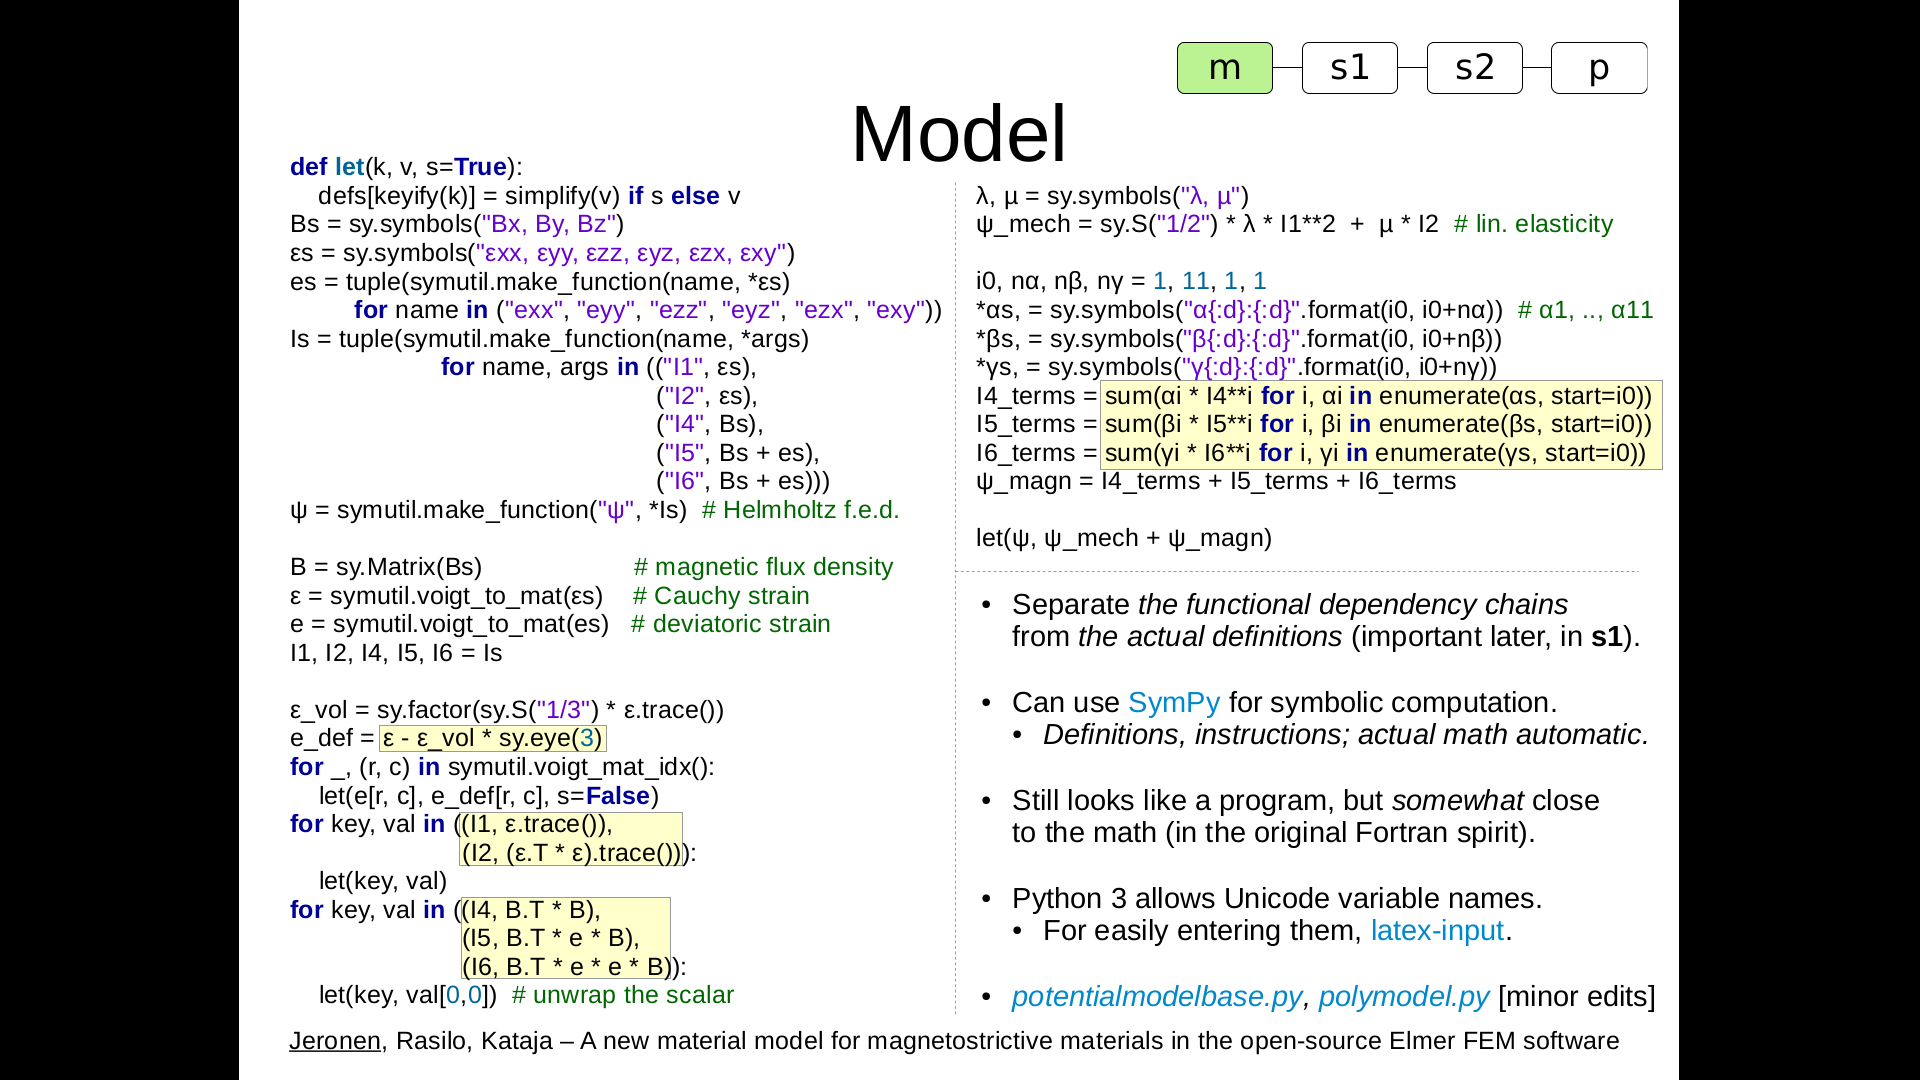 m s1 s2 p
Model
def let(k, v, s=True):
defs[keyify(k)] = simplify(v) if s else v
Bs = sy.symbols("Bx, By, Bz")
εs = sy.symbols("εxx, εyy, εzz, εyz, εzx, εxy")
es = tuple(symutil.make_function(name, *εs)
for name in ("exx", "eyy", "ezz", "eyz", "ezx", "exy"))
Is = tuple(symutil.make_function(name, *args)
for name, args in (("I1", εs),
("I2", εs),
("I4", Bs),
("I5", Bs + es),
("I6", Bs + es)))
ψ = symutil.make_function("ψ", *Is) # Helmholtz f.e.d.
B = sy.Matrix(Bs) # magnetic flux density
ε = symutil.voigt_to_mat(εs) # Cauchy strain
e = symutil.voigt_to_mat(es) # deviatoric strain
I1, I2, I4, I5, I6 = Is
ε_vol = sy.factor(sy.S("1/3") * ε.trace())
e_def = ε - ε_vol * sy.eye(3)
for _, (r, c) in symutil.voigt_mat_idx():
let(e[r, c], e_def[r, c], s=False)
for key, val in ((I1, ε.trace()),
(I2, (ε.T * ε).trace())):
let(key, val)
for key, val in ((I4, B.T * B),
(I5, B.T * e * B),
(I6, B.T * e * e * B)):
let(key, val[0,0]) # unwrap the scalar
λ, μ = sy.symbols("λ, μ")
ψ_mech = sy.S("1/2") * λ * I1**2 + μ * I2 # lin. elasticity
i0, nα, nβ, nγ = 1, 11, 1, 1
*αs, = sy.symbols("α{:d}:{:d}".format(i0, i0+nα)) # α1, .., α11
*βs, = sy.symbols("β{:d}:{:d}".format(i0, i0+nβ))
*γs, = sy.symbols("γ{:d}:{:d}".format(i0, i0+nγ))
I4_terms = sum(αi * I4**i for i, αi in enumerate(αs, start=i0))
I5_terms = sum(βi * I5**i for i, βi in enumerate(βs, start=i0))
I6_terms = sum(γi * I6**i for i, γi in enumerate(γs, start=i0))
ψ_magn = I4_terms + I5_terms + I6_terms
let(ψ, ψ_mech + ψ_magn)
• Separate the functional dependency chains
from the actual definitions (important later, in s1).
• Can use SymPy for symbolic computation.
• Definitions, instructions; actual math automatic.
• Still looks like a program, but somewhat close
to the math (in the original Fortran spirit).
• Python 3 allows Unicode variable names.
• For easily entering them, latex-input.
• potentialmodelbase.py, polymodel.py [minor edits]
Jeronen, Rasilo, Kataja – A new material model for magnetostrictive materials in the open-source Elmer FEM software